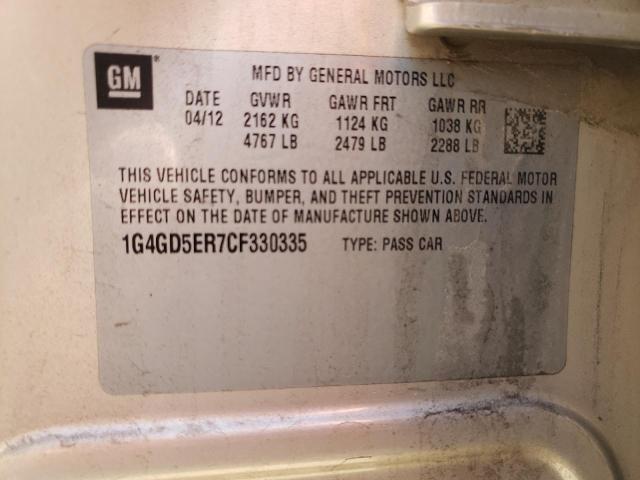 GM ®
MFD BY GENERAL MOTORS LLC
DATE GVWR GAWR FRT GAWR RR
04/12 2162 KG 1124 KG 1038 KG
4767 LB 2479 LB 2288 LB
THIS VEHICLE CONFORMS TO ALL APPLICABLE U.S. FEDERAL MOTOR
VEHICLE SAFETY, BUMPER, AND THEFT PREVENTION STANDARDS IN
EFFECT ON THE DATE OF MANUFACTURE SHOWN ABOVE.
1G4GD5ER7CF330335 TYPE: PASS CAR